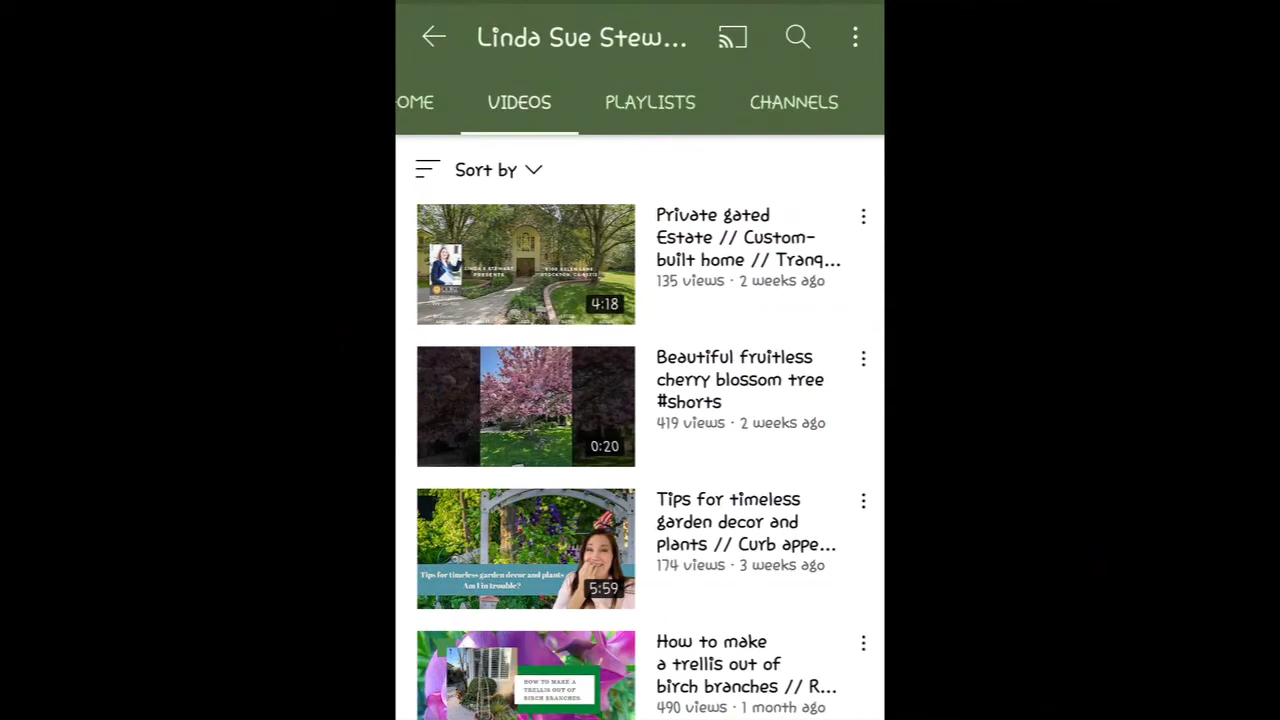 Linda Sue Stew...
OME
VIDEOS
PLAYLISTS
CHANNELS
Sort by
Private gated
Estate // Custom-
built home // Tranq...
135 views · 2 weeks ago
LINDA S STEWART
PRESENTS
4:18
Beautiful fruitless
cherry blossom tree
#shorts
419 views · 2 weeks ago
0:20
Tips for timeless
garden decor and
plants // Curb appe...
174 views · 3 weeks ago
Tips for timeless garden decor and plants
Am I in trouble?
5:59
How to make
a trellis out of
birch branches // R...
490 views · 1 month ago
HOW TO MAKE A
TRELLIS OUT OF
BIRCH BRANCHES.